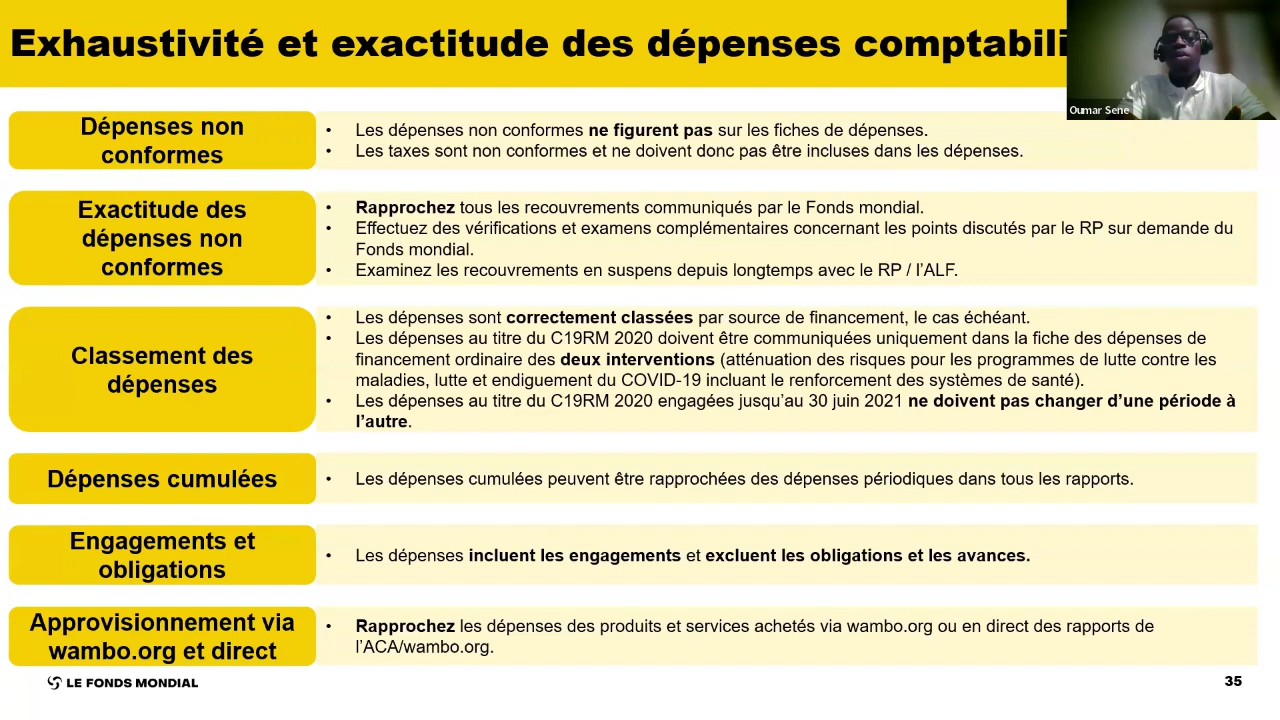 Exhaustivité et exactitude des dépenses comptabili
Oumar Sene
Dépenses non
conformes
• Les dépenses non conformes ne figurent pas sur les fiches de dépenses.
• Les taxes sont non conformes et ne doivent donc pas être incluses dans les dépenses.
Exactitude des
dépenses non
conformes
• Rapprochez tous les recouvrements communiqués par le Fonds mondial.
• Effectuez des vérifications et examens complémentaires concernant les points discutés par le RP sur demande du
Fonds mondial.
• Examinez les recouvrements en suspens depuis longtemps avec le RP / l’ALF.
Classement des
dépenses
• Les dépenses sont correctement classées par source de financement, le cas échéant.
• Les dépenses au titre du C19RM 2020 doivent être communiquées uniquement dans la fiche des dépenses de
financement ordinaire des deux interventions (atténuation des risques pour les programmes de lutte contre les
maladies, lutte et endiguement du COVID-19 incluant le renforcement des systèmes de santé).
• Les dépenses au titre du C19RM 2020 engagées jusqu’au 30 juin 2021 ne doivent pas changer d’une période à
l’autre.
Dépenses cumulées
• Les dépenses cumulées peuvent être rapprochées des dépenses périodiques dans tous les rapports.
Engagements et
obligations
• Les dépenses incluent les engagements et excluent les obligations et les avances.
Approvisionnement via
wambo.org et direct
• Rapprochez les dépenses des produits et services achetés via wambo.org ou en direct des rapports de
l’ACA/wambo.org.
LE FONDS MONDIAL
35